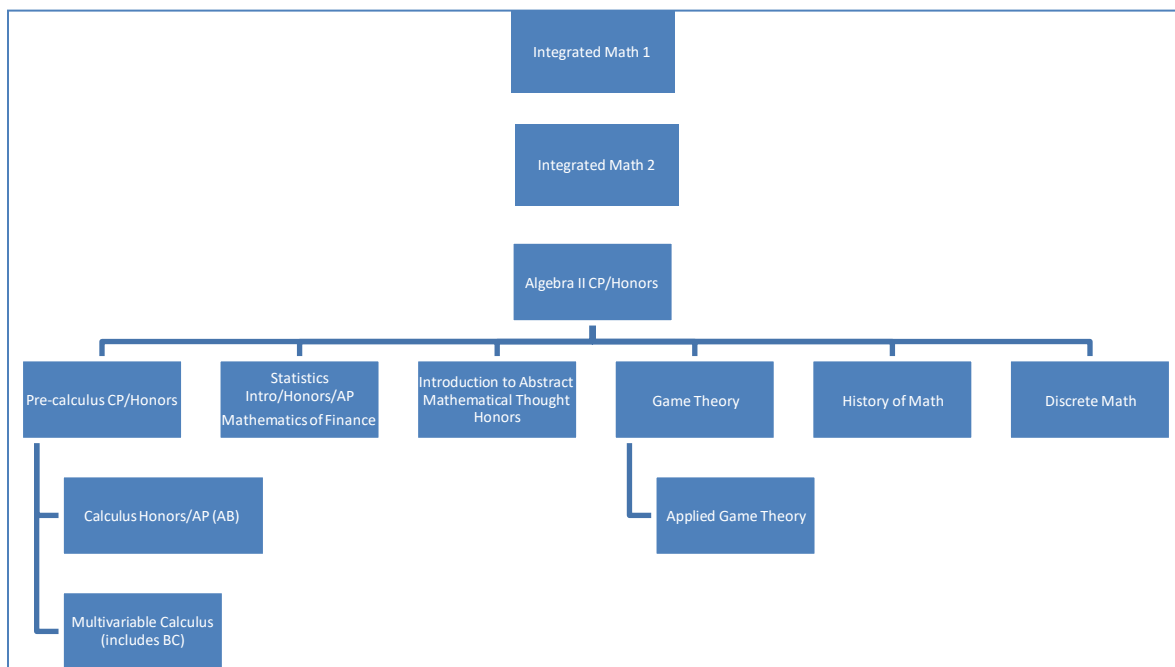 Integrated Math 1
Integrated Math 2
Algebra II CP/Honors
Pre-calculus CP/Honors
Statistics
Intro/Honors/AP
Mathematics of Finance
Introduction to Abstract
Mathematical Thought
Honors
Game Theory
History of Math
Discrete Math
Calculus Honors/AP (AB)
Applied Game Theory
Multivariable Calculus
(includes BC)